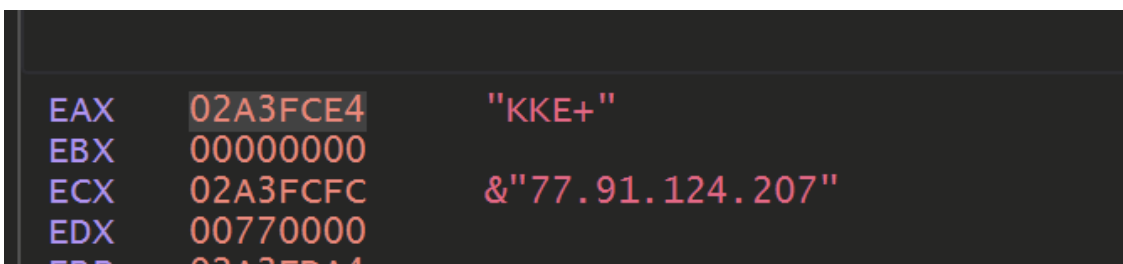 EAX 02A3FCE4 "KKE+"
EBX 00000000
ECX 02A3FCFC &"77.91.124.207"
EDX 00770000